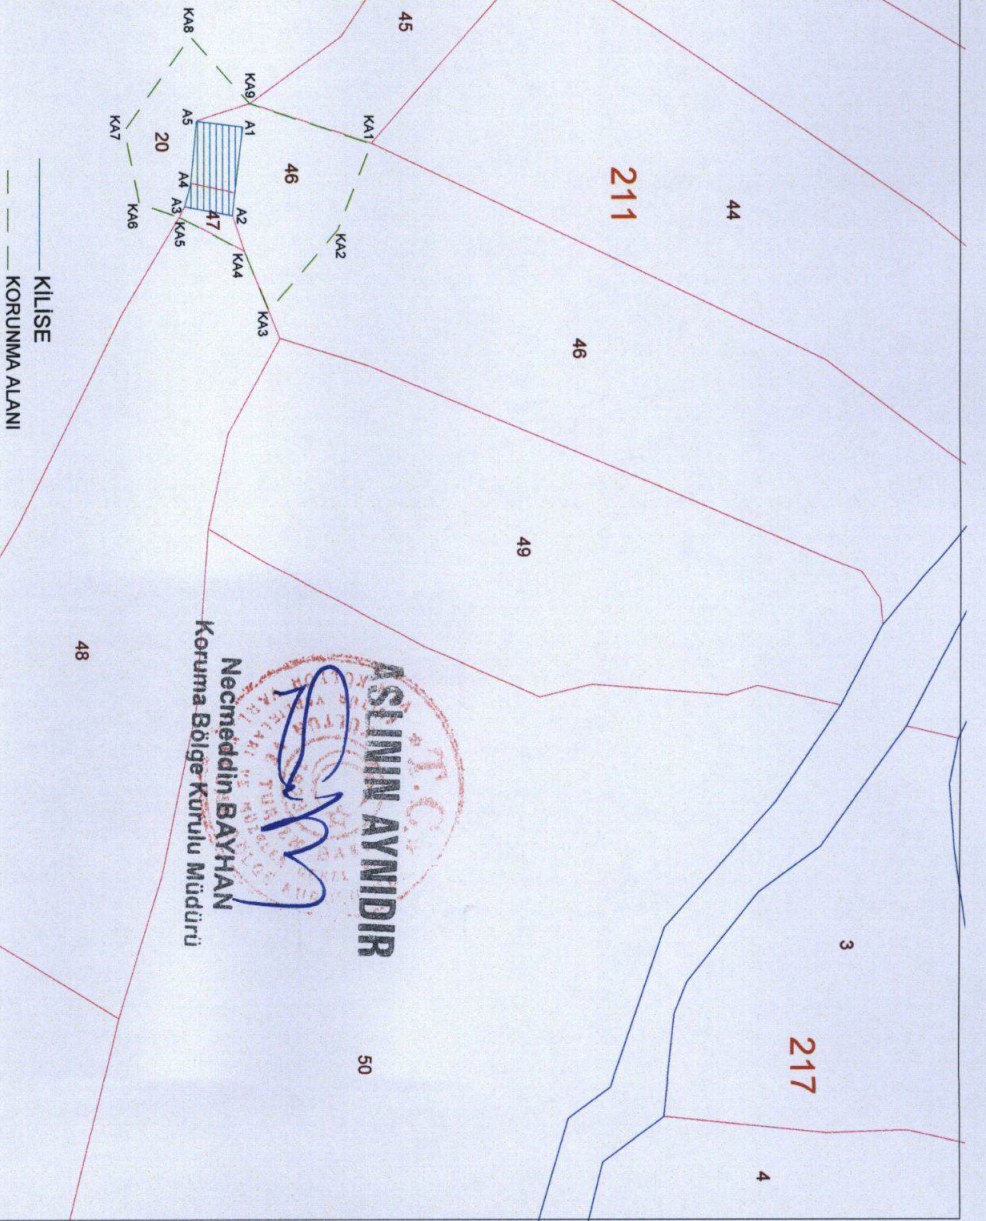 45
44
211
46
KA8
KA9
KA1
KA2
KA3
KA4
KA5
KA6
KA7
A1
A2
A3
A4
A5
46
47
20
49
48
50
3
217
4
KİLİSE
KORUNMA ALANI
T.C.
ASLININ AYNIDIR
Necmeddin BAYHAN
Koruma Bölge Kurulu Müdürü